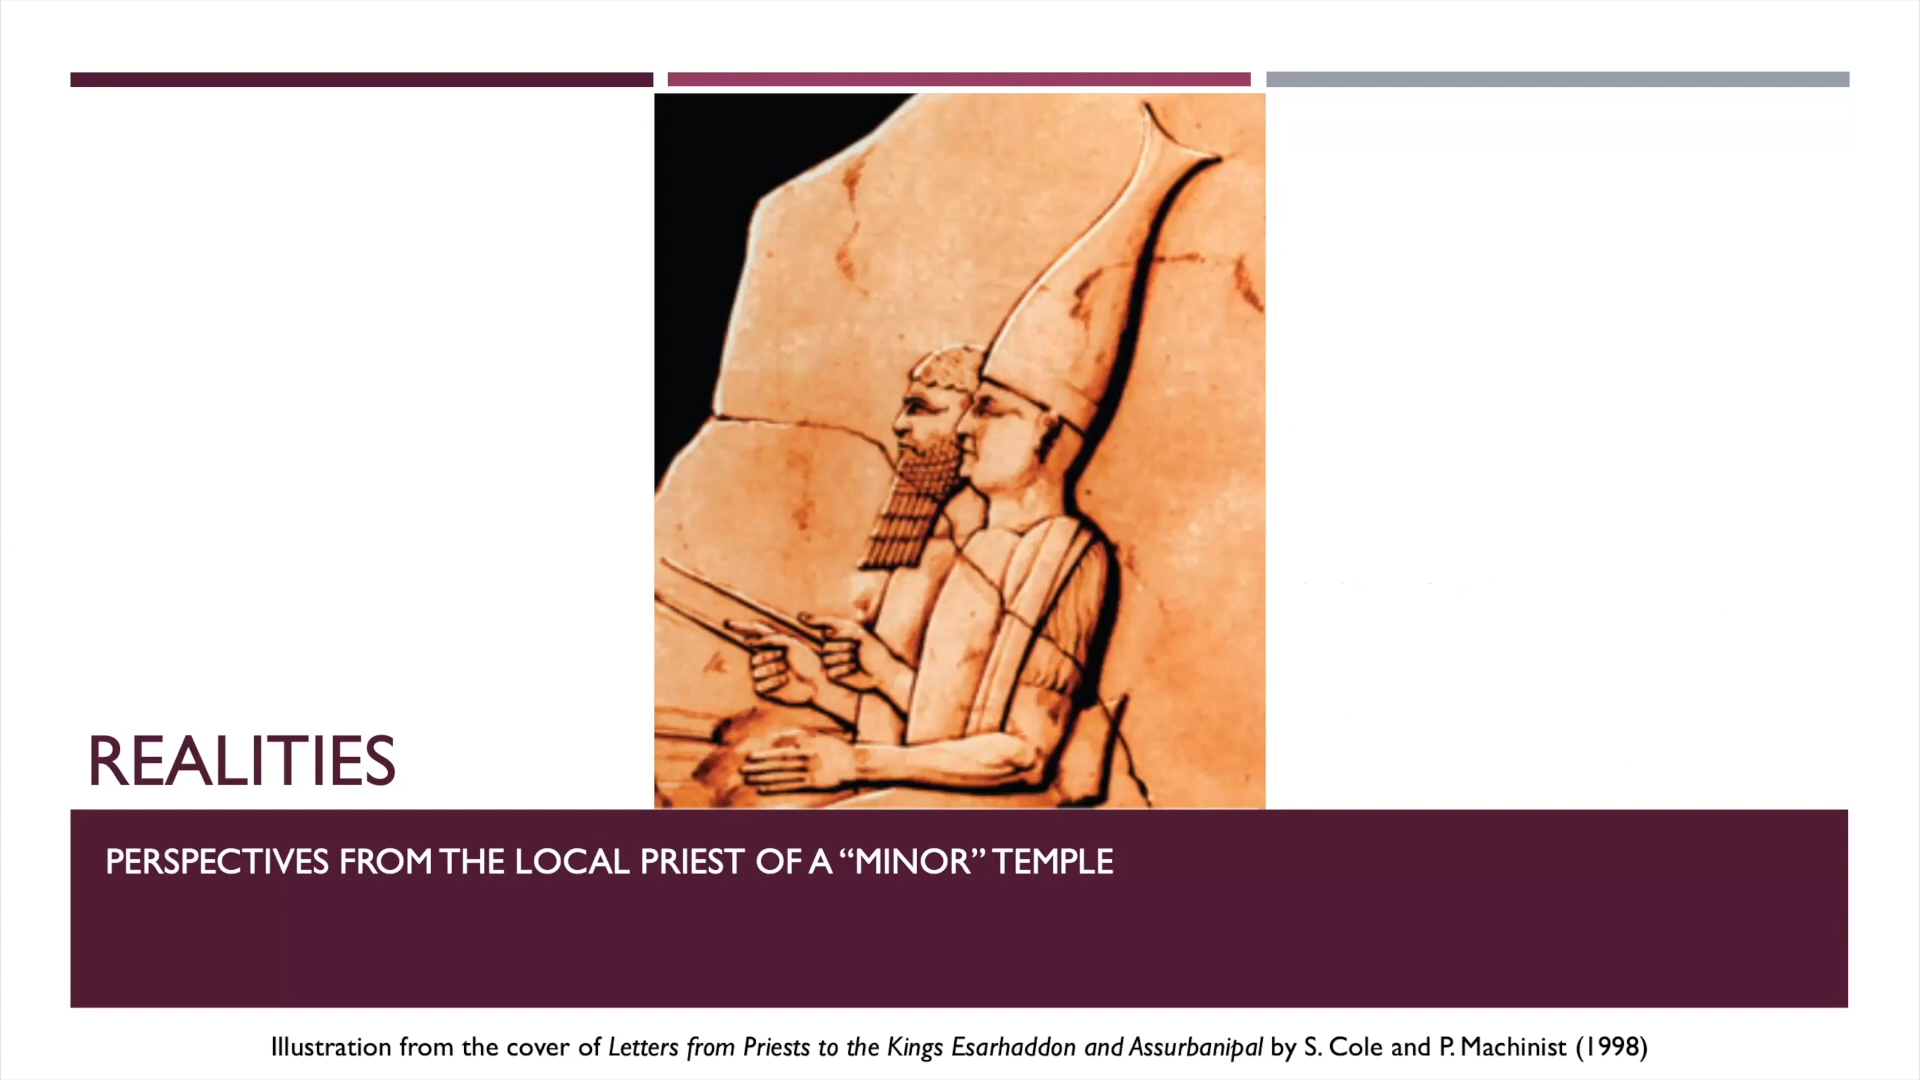 REALITIES
PERSPECTIVES FROM THE LOCAL PRIEST OF A “MINOR” TEMPLE
Illustration from the cover of Letters from Priests to the Kings Esarhaddon and Assurbanipal by S. Cole and P. Machinist (1998)